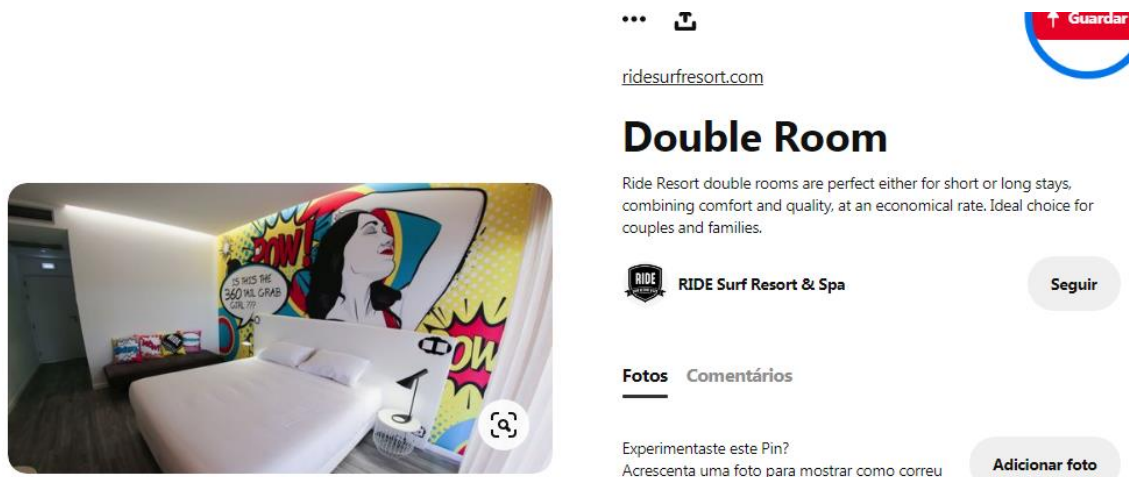 Guardar
ridesurfresort.com
Double Room
Ride Resort double rooms are perfect either for short or long stays,
combining comfort and quality, at an economical rate. Ideal choice for
couples and families.
RIDE
RIDE Surf Resort & Spa
Seguir
Fotos Comentários
Experimentaste este Pin?
Acrescenta uma foto para mostrar como correu
Adicionar foto
POW!
IS THIS THE
360 MIL GRAB
GIRL ???
POW